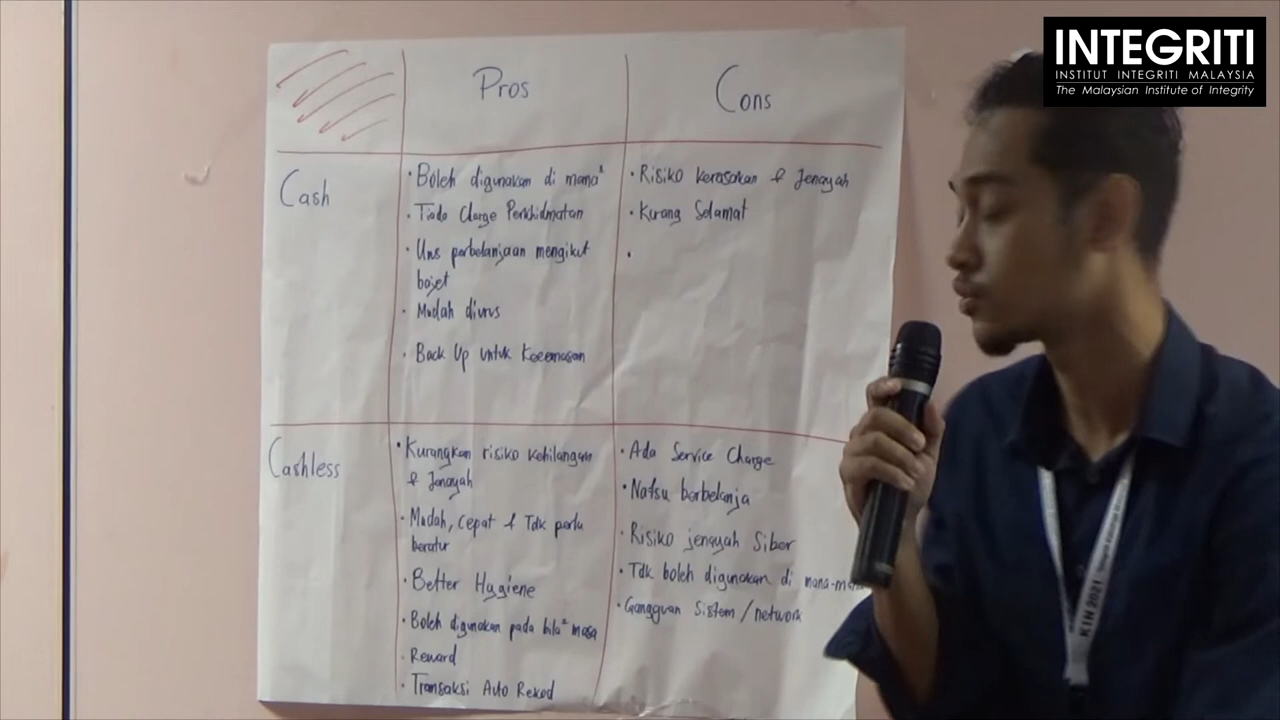 INTEGRITI
INSTITUT INTEGRITI MALAYSIA
The Malaysian Institute of Integrity
Pros
Cons
Cash
• Boleh digunakan di mana²
• Tiada Charge Perkhidmatan
• Urus perbelanjaan mengikut
bajet
• Mudah diurus
• Back Up untuk Kecemasan
• Risiko kerosakan & Jenayah
• Kurang Selamat
•
Cashless
• Kurangkan risiko kehilangan
& Jenayah
• Mudah, Cepat & Tdk perlu
beratur
• Better Hygiene
• Boleh digunakan pada bila² masa
• Reward
• Transaksi Auto Rekod
• Ada Service Charge
• Nafsu berbelanja
• Risiko jenayah Siber
• Tdk boleh digunakan di mana-mana
• Gangguan Sistem / network
KIN 2021